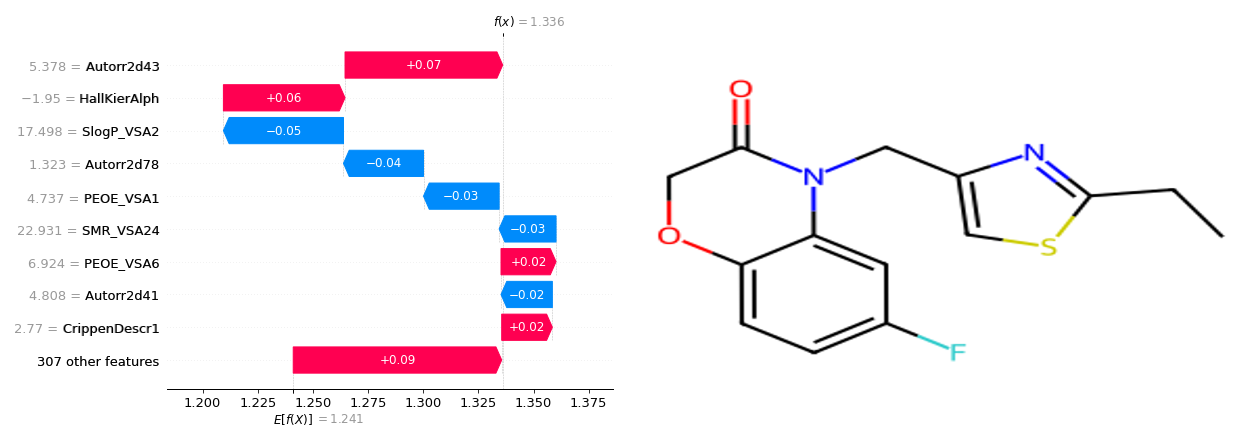 f(x) = 1.336
5.378 = Autorr2d43
+0.07
−1.95 = HallKierAlph
+0.06
17.498 = SlogP_VSA2
−0.05
1.323 = Autorr2d78
−0.04
4.737 = PEOE_VSA1
−0.03
22.931 = SMR_VSA24
−0.03
6.924 = PEOE_VSA6
+0.02
4.808 = Autorr2d41
−0.02
2.77 = CrippenDescr1
+0.02
307 other features
+0.09
1.200 1.225 1.250 1.275 1.300 1.325 1.350 1.375
E[f(X)] = 1.241
O
N
N
O
S
F